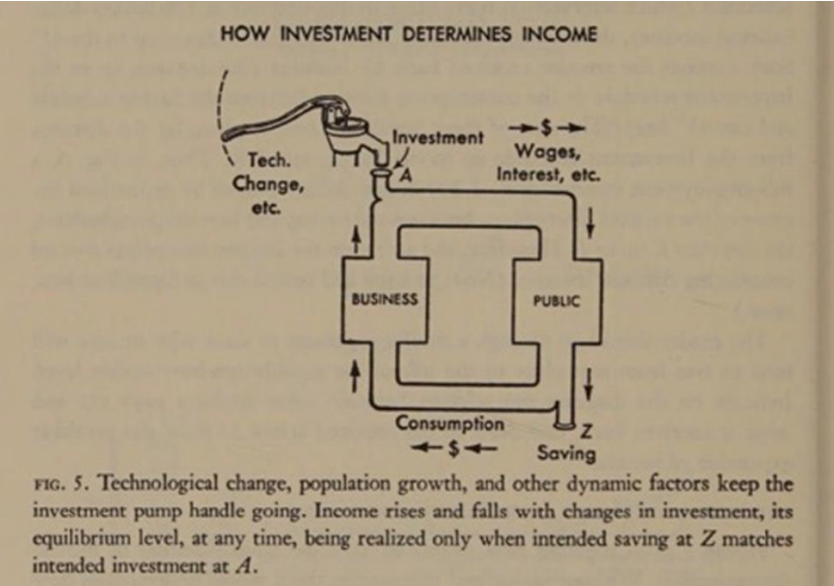 HOW INVESTMENT DETERMINES INCOME
Investment
$
Tech.
Change,
etc.
A
Wages,
Interest, etc.
BUSINESS
PUBLIC
Consumption
$
Z
Saving
FIG. 5. Technological change, population growth, and other dynamic factors keep the
investment pump handle going. Income rises and falls with changes in investment, its
equilibrium level, at any time, being realized only when intended saving at Z matches
intended investment at A.